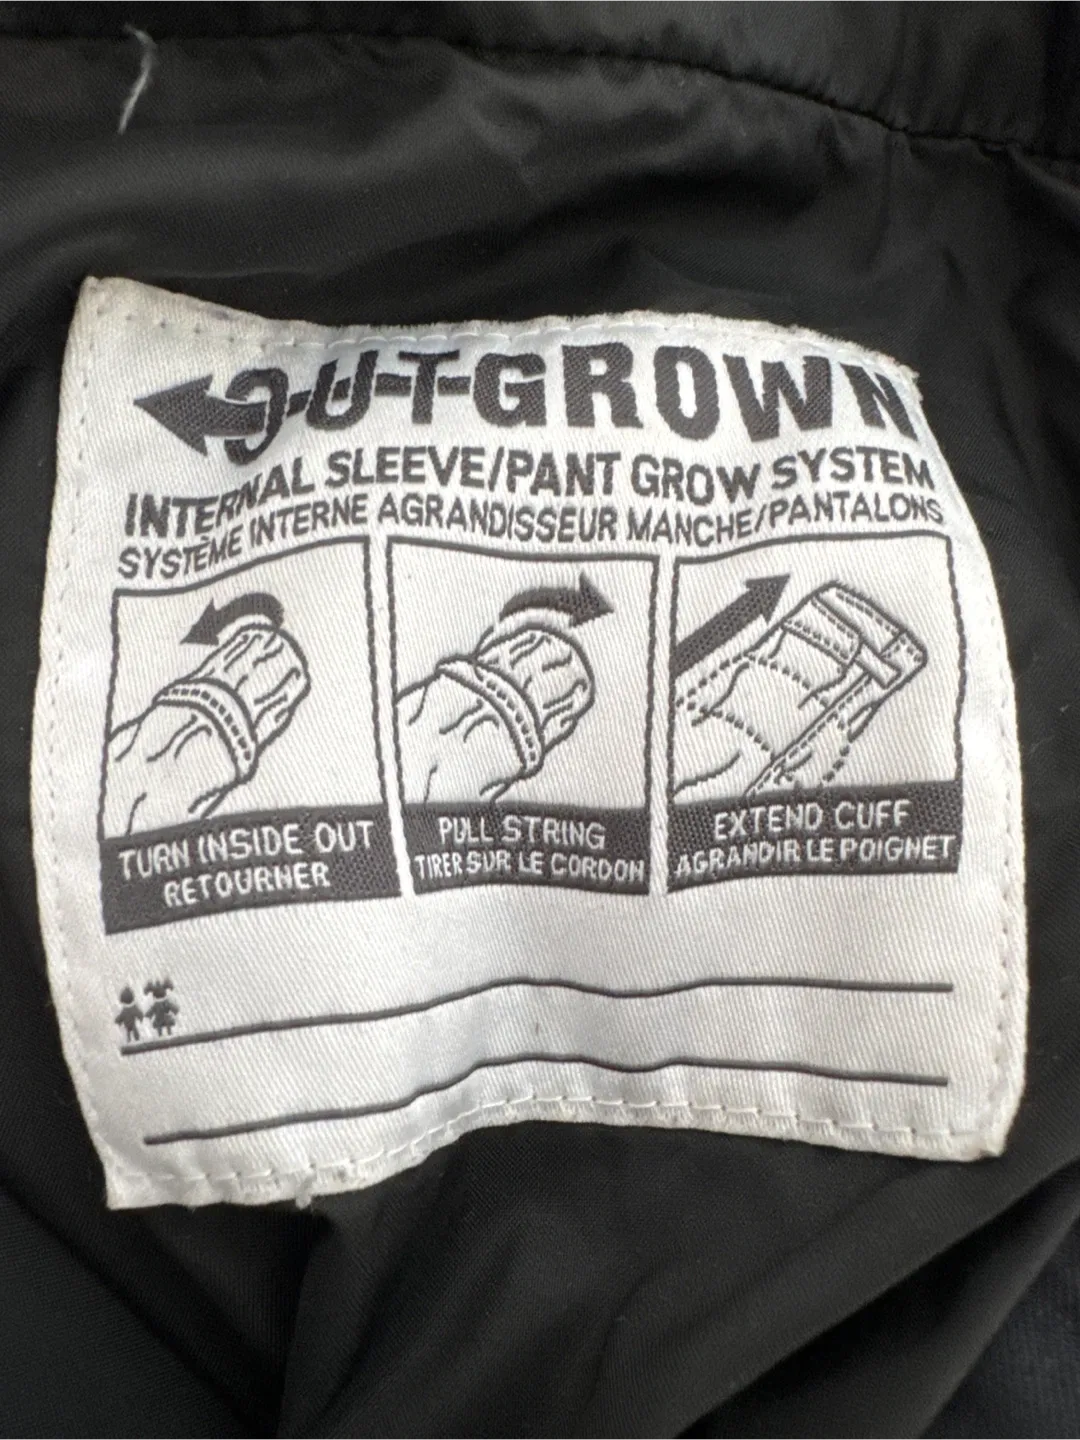 OUT-GROWN
INTERNAL SLEEVE/PANT GROW SYSTEM
SYSTÈME INTERNE AGRANDISSEUR MANCHE/PANTALONS
TURN INSIDE OUT
RETOURNER
PULL STRING
TIRER SUR LE CORDON
EXTEND CUFF
AGRANDIR LE POIGNET